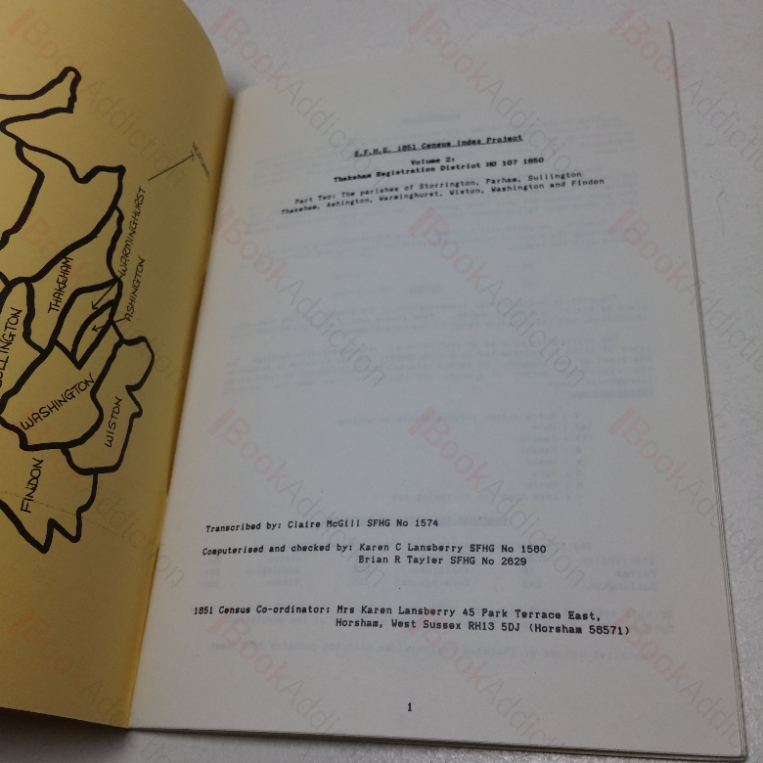 THAKEHAM
WARMINGHURST
ASHINGTON
SULLINGTON
WASHINGTON
WISTON
FINDON
S.F.H.G. 1851 Census Index Project
Volume 2:
Thakeham Registration District HO 107 1650
Part Two: The parishes of Storrington, Parham, Sullington
Thakeham, Ashington, Warminghurst, Wiston, Washington and Findon
Transcribed by: Claire McGill SFHG No 1574
Computerised and checked by: Karen C Lansberry SFHG No 1580
Brian R Tayler SFHG No 2629
1851 Census Co-ordinator: Mrs Karen Lansberry 45 Park Terrace East,
Horsham, West Sussex RH13 5DJ (Horsham 58571)
1
BookAddiction